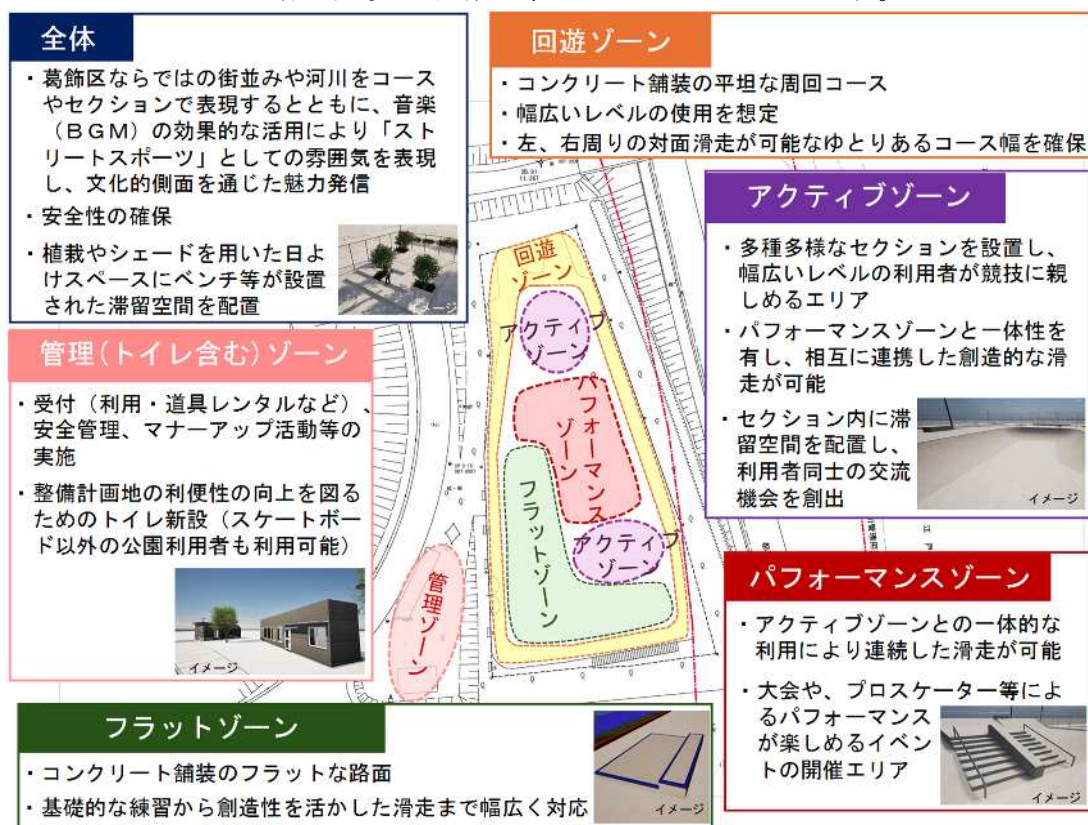 全体
・葛飾区ならではの街並みや河川をコース
やセクションで表現するとともに、音楽
（ＢＧＭ）の効果的な活用により「スト
リートスポーツ」としての雰囲気を表現
し、文化的側面を通じた魅力発信
・安全性の確保
・植栽やシェードを用いた日よ
けスペースにベンチ等が設置
された滞留空間を配置
イメージ
回遊ゾーン
・コンクリート舗装の平坦な周回コース
・幅広いレベルの使用を想定
・左、右周りの対面滑走が可能なゆとりあるコース幅を確保
アクティブゾーン
・多種多様なセクションを設置し、
幅広いレベルの利用者が競技に親
しめるエリア
・パフォーマンスゾーンと一体性を
有し、相互に連携した創造的な滑
走が可能
・セクション内に滞
留空間を配置し、
利用者同士の交流
機会を創出
イメージ
管理（トイレ含む）ゾーン
・受付（利用・道具レンタルなど）、
安全管理、マナーアップ活動等の
実施
・整備計画地の利便性の向上を図る
ためのトイレ新設（スケートボー
ド以外の公園利用者も利用可能）
イメージ
回遊
ゾーン
アクティブ
ゾーン
パフォーマンス
ゾーン
フラットゾーン
アクティブ
ゾーン
管理ゾーン
パフォーマンスゾーン
・アクティブゾーンとの一体的な
利用により連続した滑走が可能
・大会や、プロスケーター等によ
るパフォーマンス
が楽しめるイベン
トの開催エリア
イメージ
フラットゾーン
・コンクリート舗装のフラットな路面
・基礎的な練習から創造性を活かした滑走まで幅広く対応
イメージ